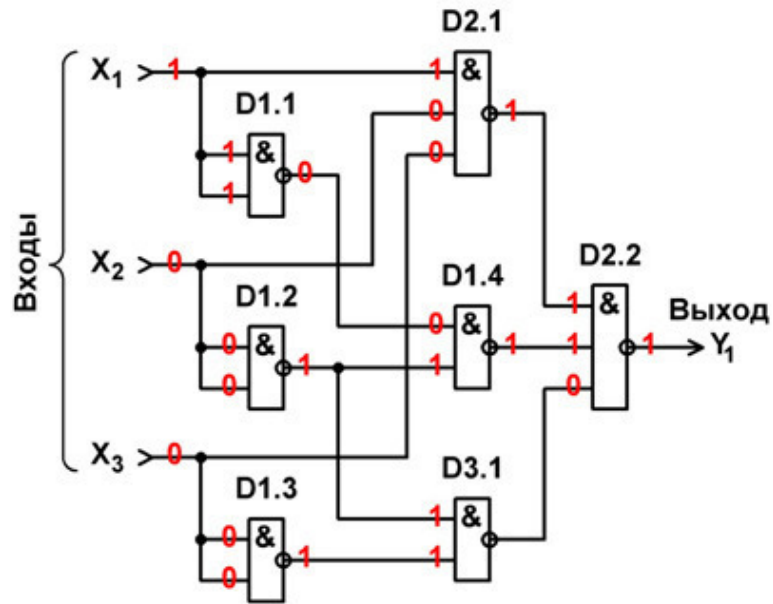 D2.1
X1 1 1 &
D1.1 0 1
1 & 0 0
1
D2.2
X2 0 D1.4
D1.2 1 & Выход
0 & 0 & 1 1 1 Y1
0 1 1 0
X3 0 D3.1
D1.3 1 &
0 & 1 1
0
Входы